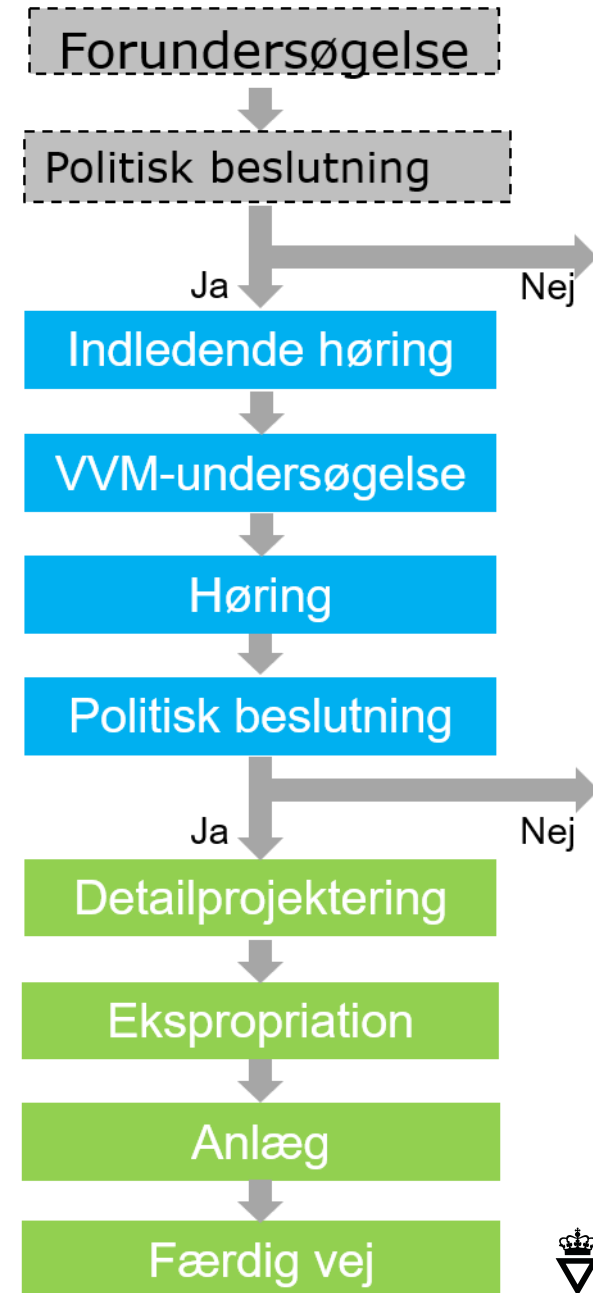 Forundersøgelse
Politisk beslutning
Ja Nej
Indledende høring
VVM-undersøgelse
Høring
Politisk beslutning
Ja Nej
Detailprojektering
Ekspropriation
Anlæg
Færdig vej